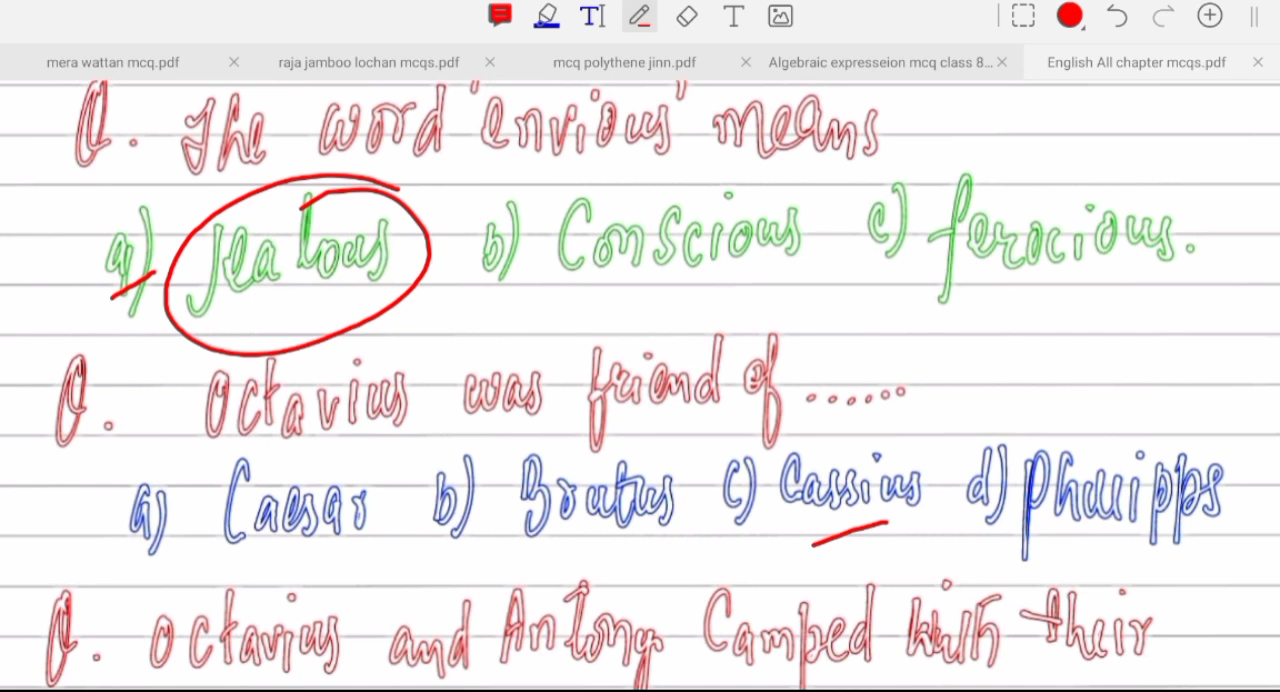 mera wattan mcq.pdf
raja jamboo lochan mcqs.pdf
mcq polythene jinn.pdf
Algebraic expresseion mcq class 8...
English All chapter mcqs.pdf
Q. The word 'envious' means
a) Jealous b) Conscious c) ferocious.
Q. Octavius was friend of ......
a) Caesar b) Brutus c) Cassius d)
Q. Octavius and Antony Camped with their